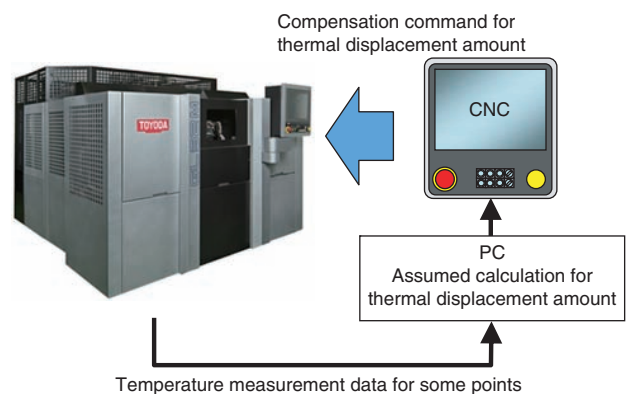 Compensation command for
thermal displacement amount
TOYODA
CNC
PC
Assumed calculation for
thermal displacement amount
Temperature measurement data for some points